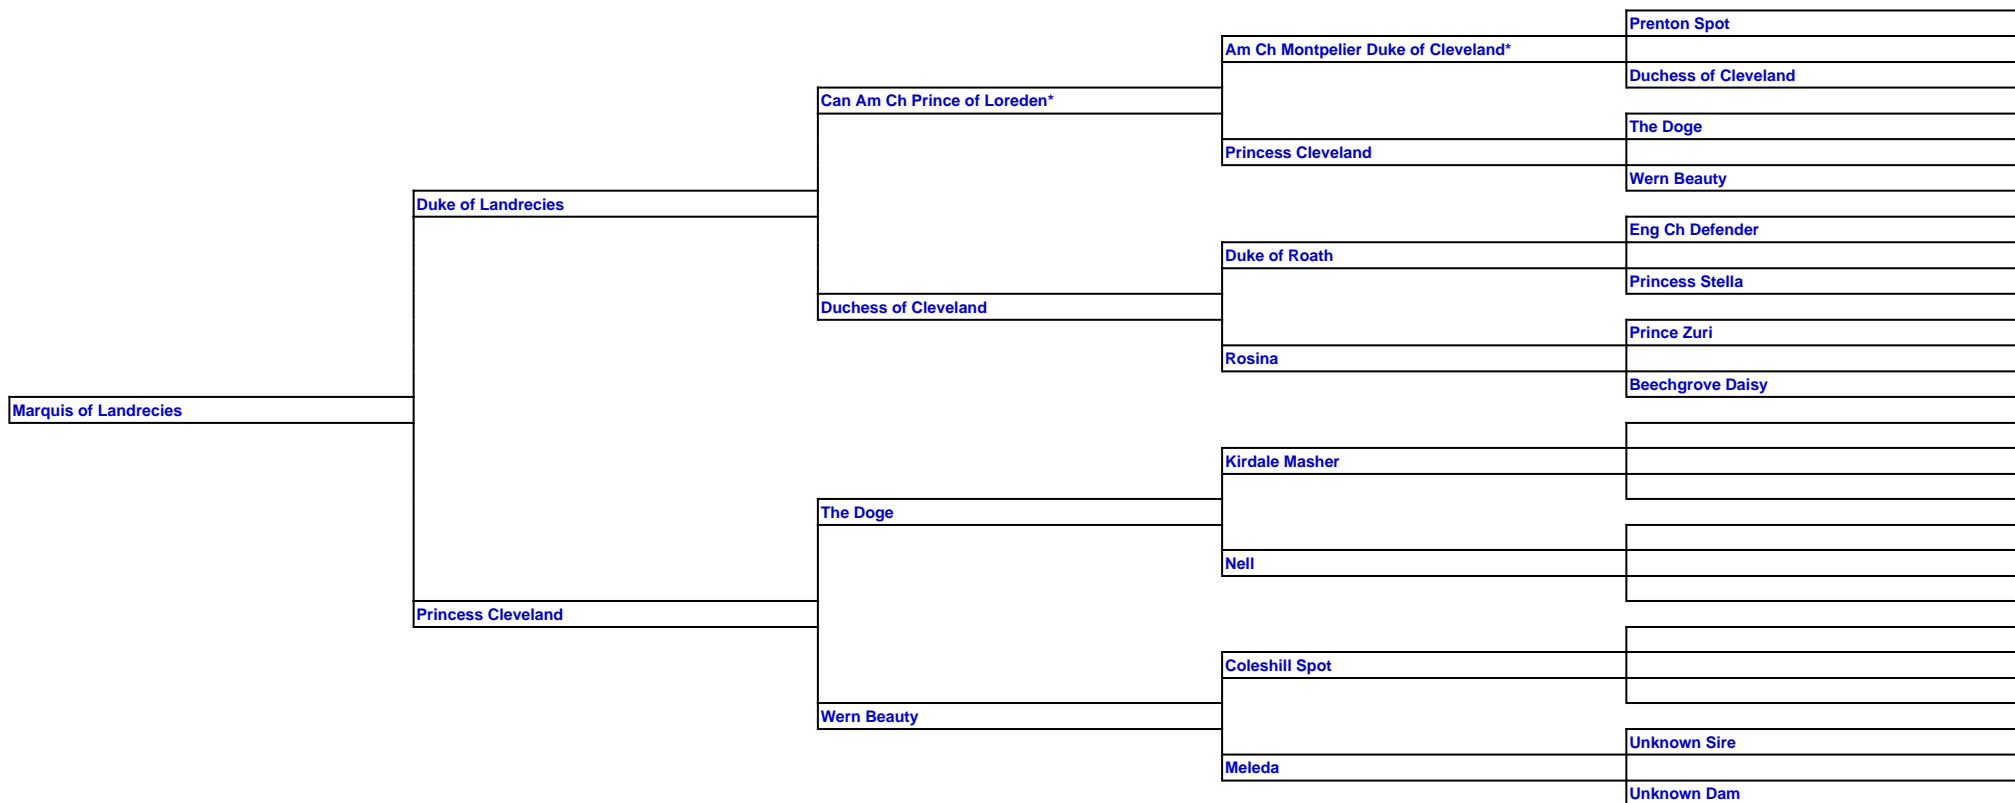 Prenton Spot
Am Ch Montpelier Duke of Cleveland*
Duchess of Cleveland
Can Am Ch Prince of Loreden*
The Doge
Princess Cleveland
Wern Beauty
Duke of Landrecies
Eng Ch Defender
Duke of Roath
Princess Stella
Duchess of Cleveland
Prince Zuri
Rosina
Beechgrove Daisy
Marquis of Landrecies
Kirdale Masher
The Doge
Nell
Princess Cleveland
Coleshill Spot
Wern Beauty
Unknown Sire
Meleda
Unknown Dam